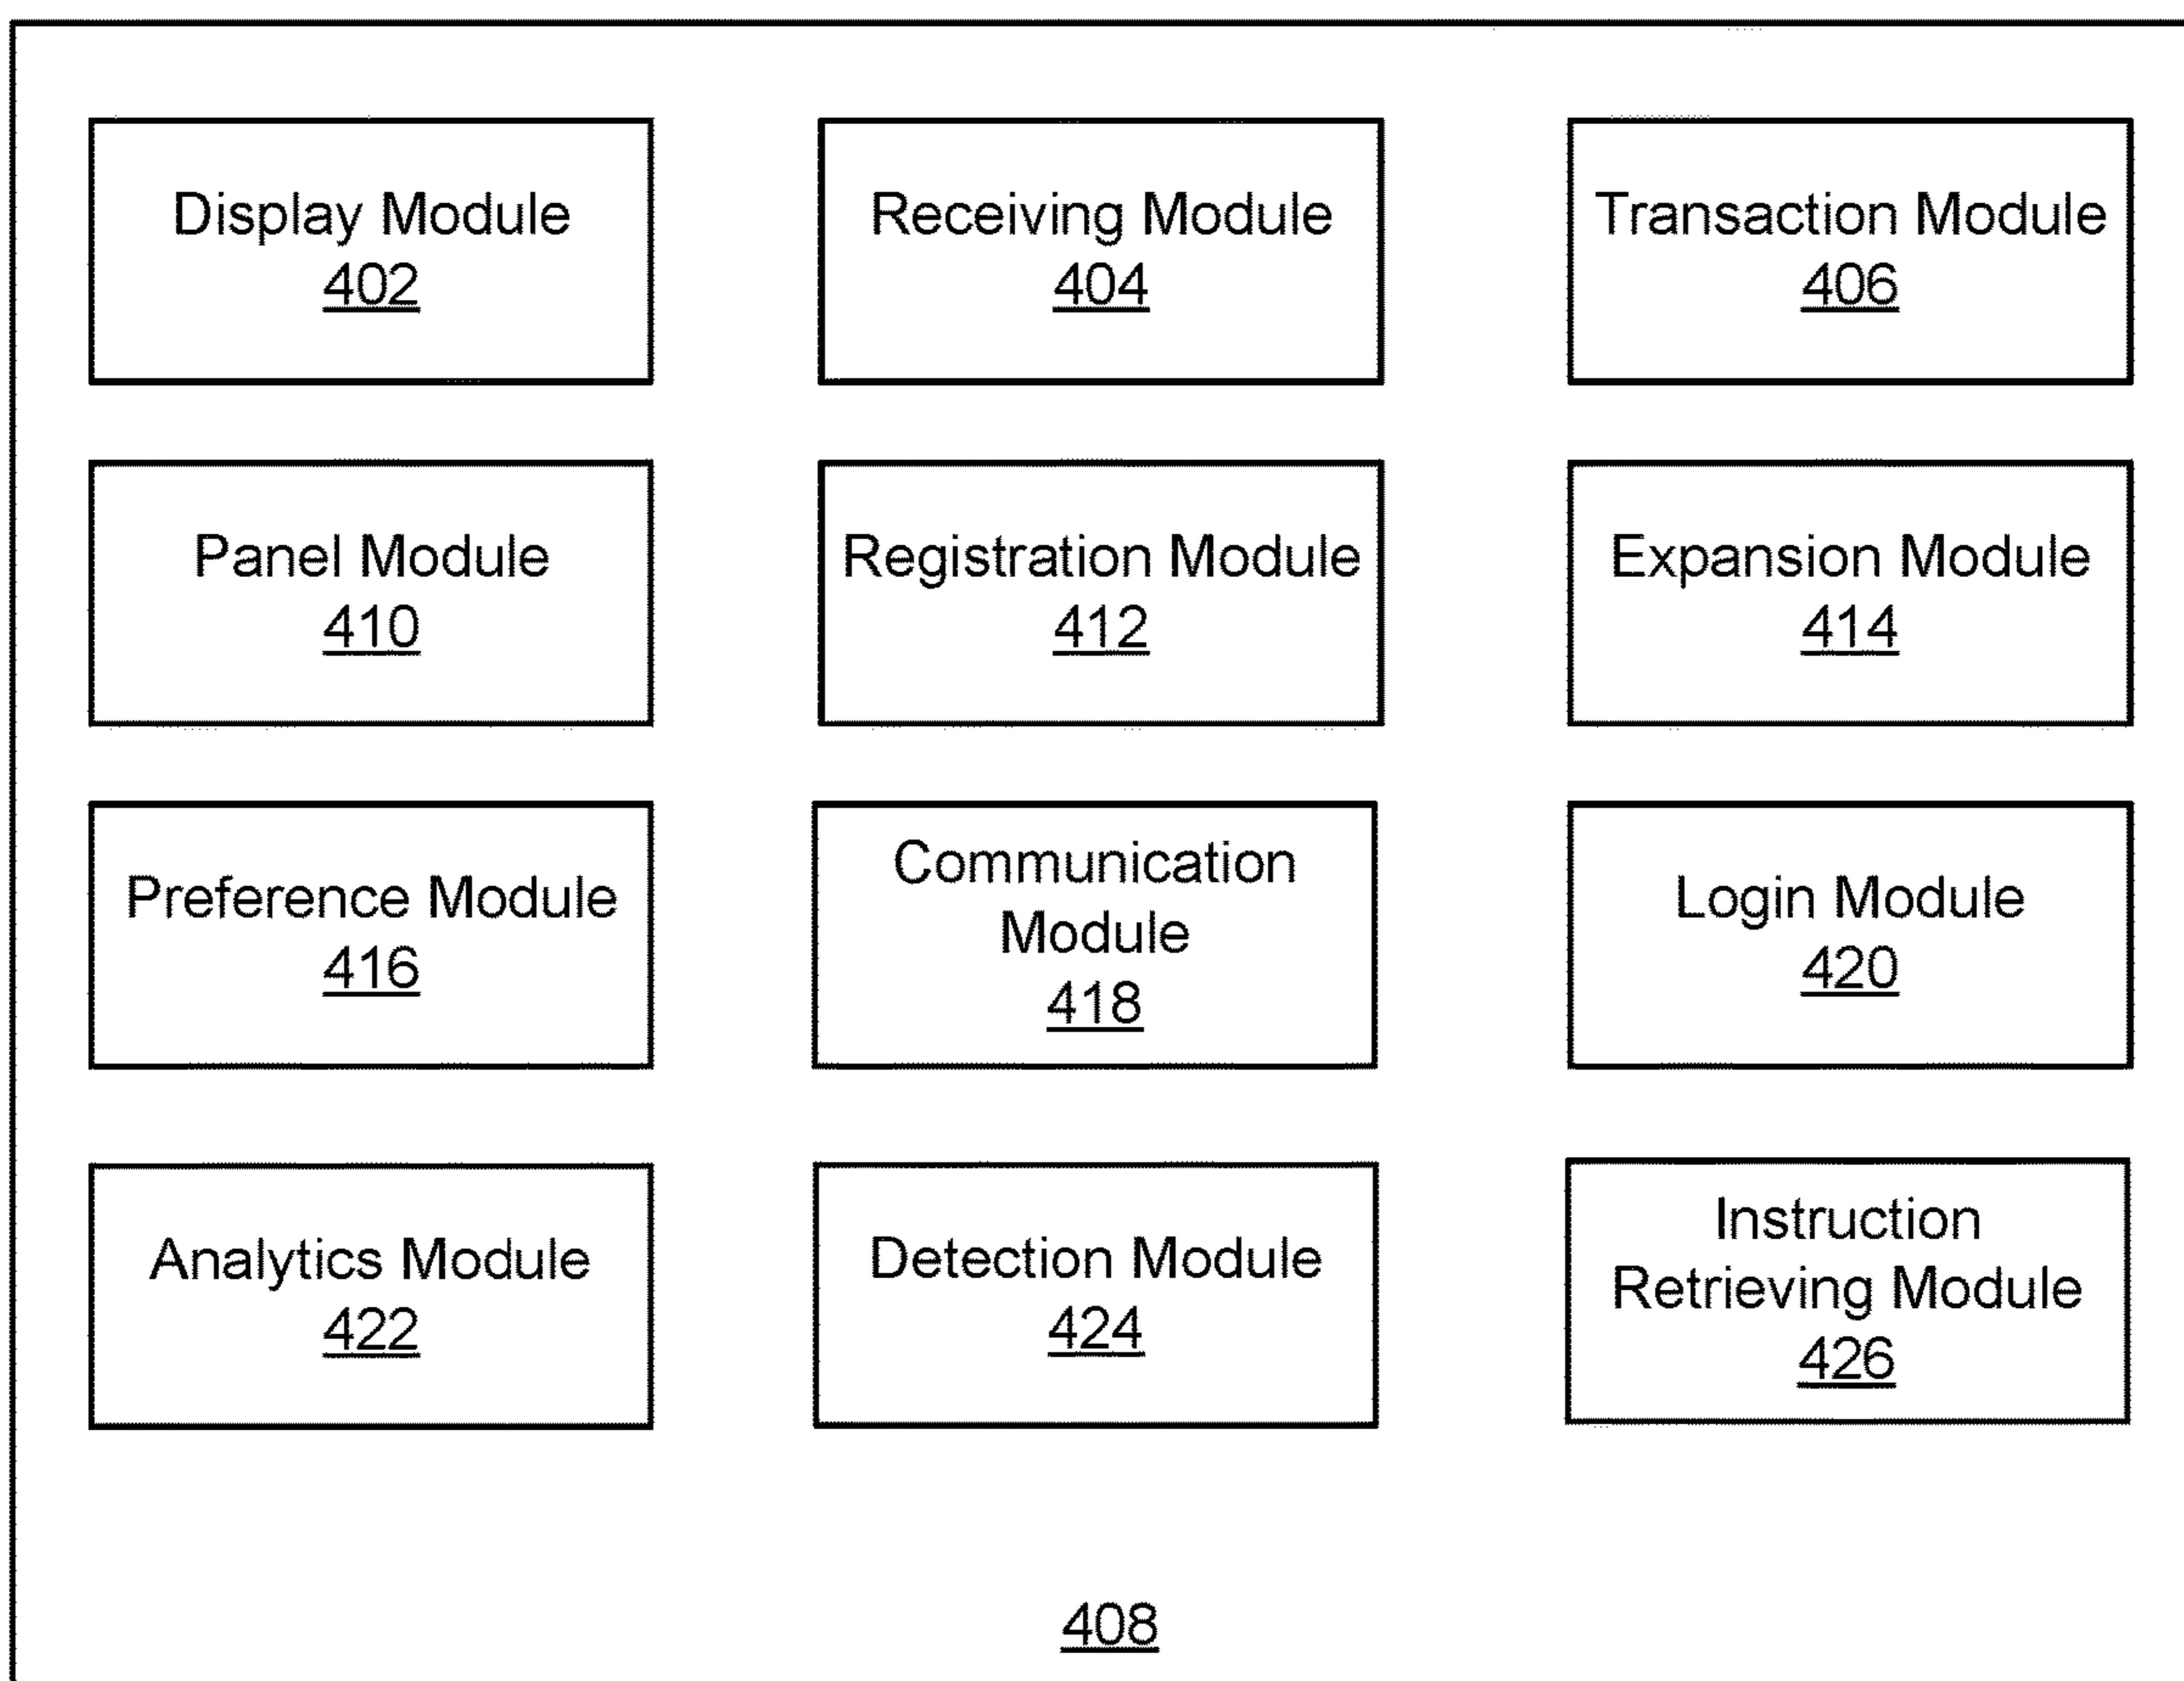 Display Module
402
Receiving Module
404
Transaction Module
406
Panel Module
410
Registration Module
412
Expansion Module
414
Preference Module
416
Communication
Module
418
Login Module
420
Analytics Module
422
Detection Module
424
Instruction
Retrieving Module
426
408